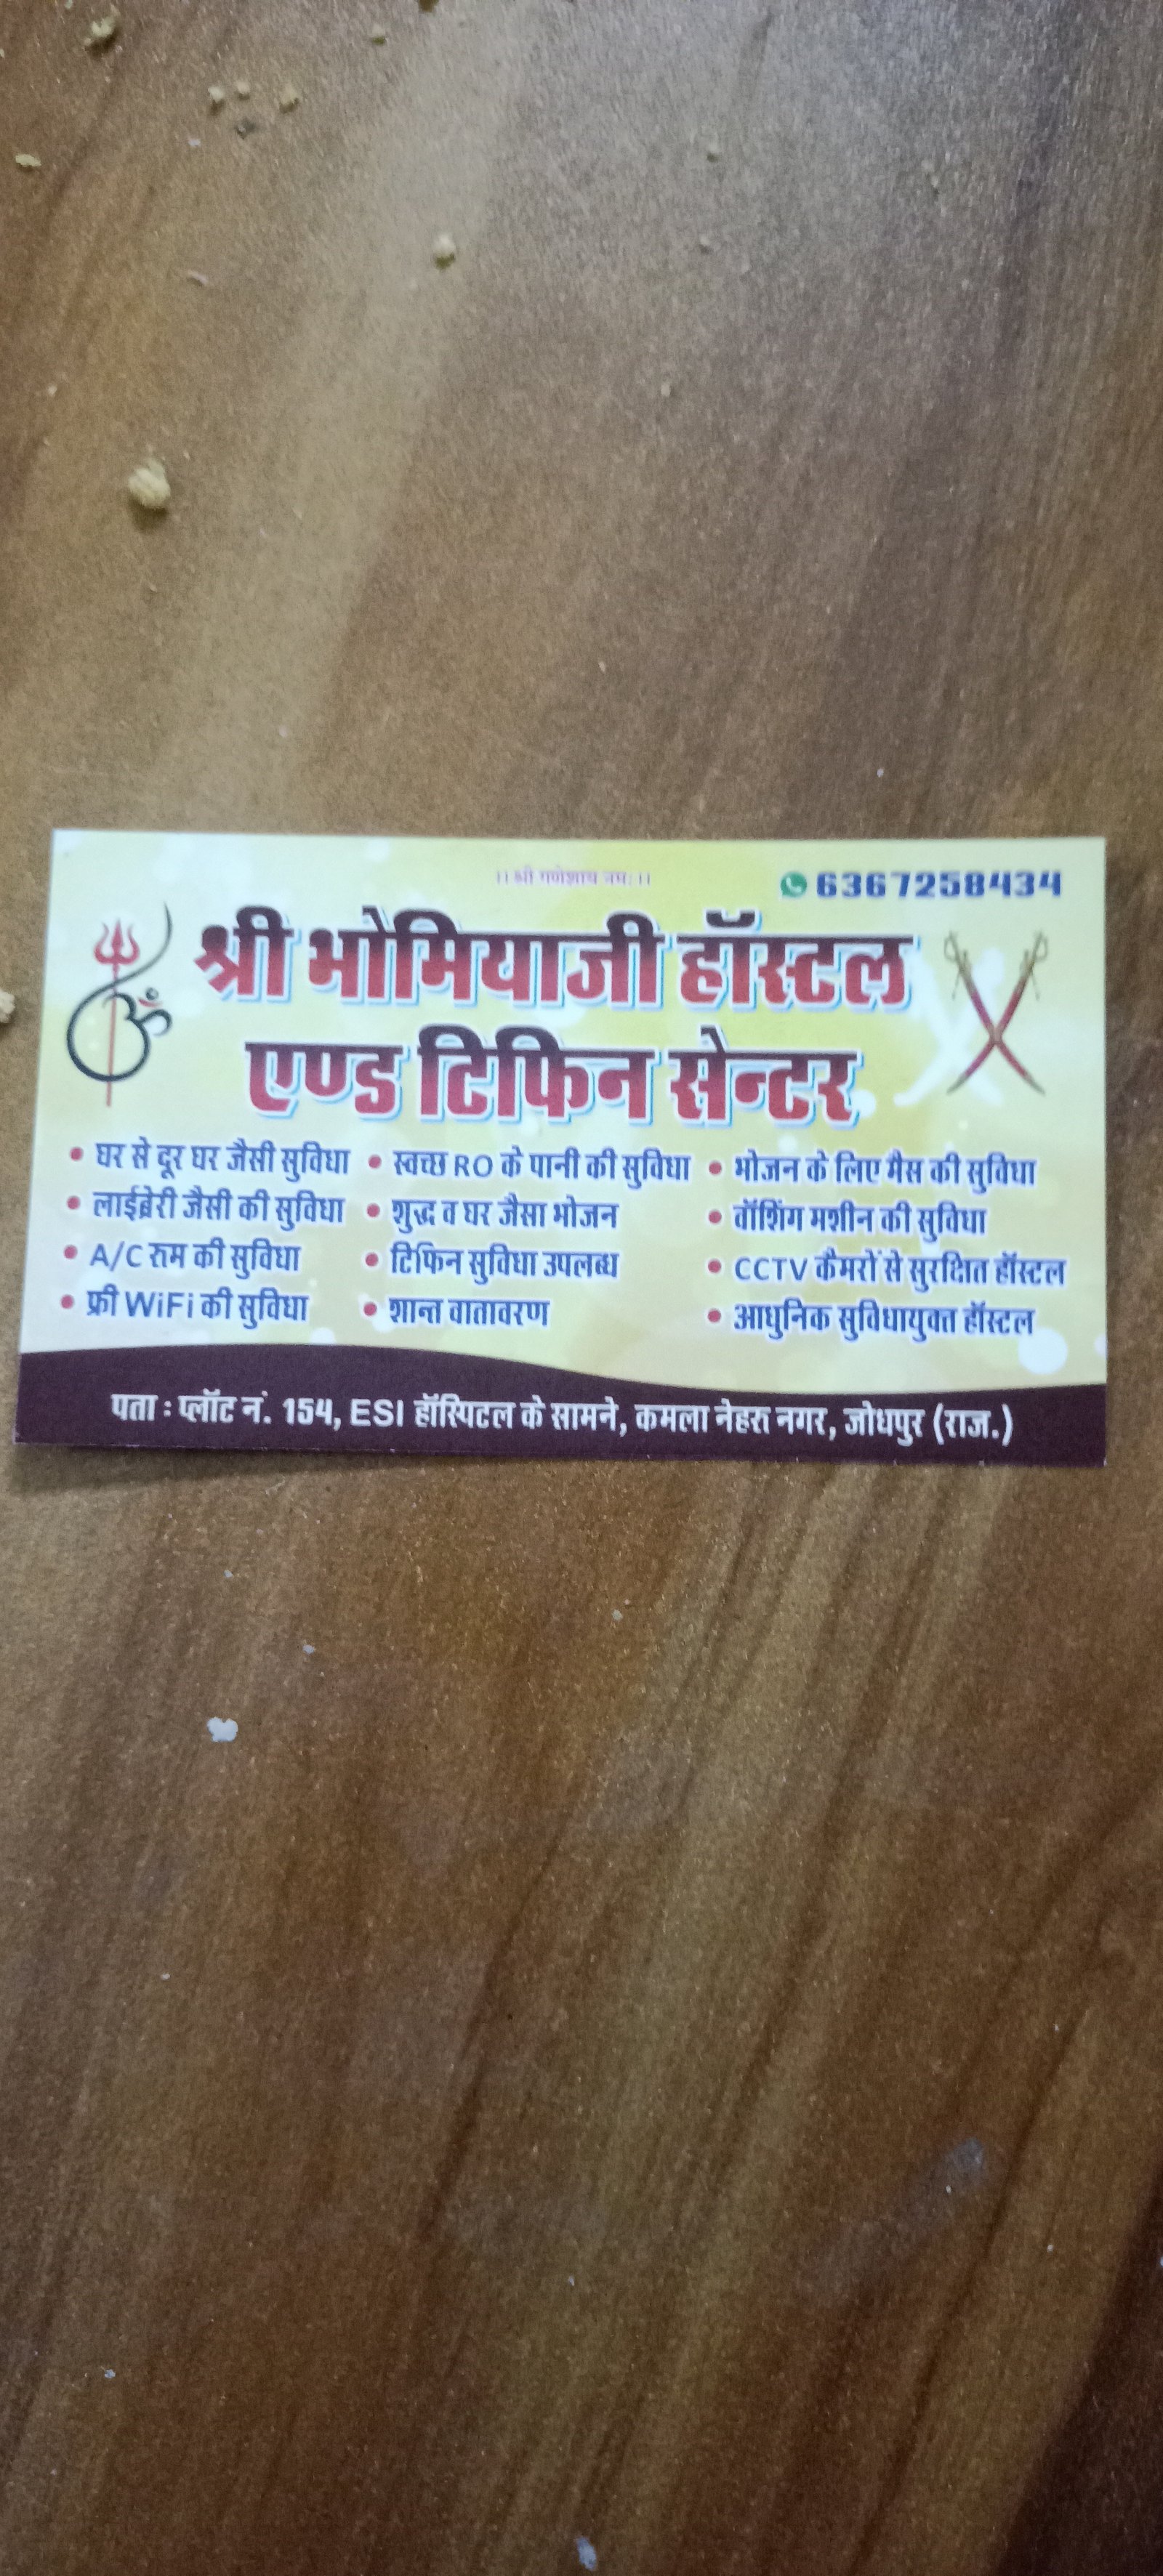 ।। श्री गणेशाय नमः ।।
6367258434
श्री भोमियाजी हॉस्टल
एण्ड टिफिन सेन्टर
• घर से दूर घर जैसी सुविधा • स्वच्छ RO के पानी की सुविधा • भोजन के लिए मैस की सुविधा
• लाईब्रेरी जैसी की सुविधा • शुद्ध व घर जैसा भोजन • वॉशिंग मशीन की सुविधा
• A/C रुम की सुविधा • टिफिन सुविधा उपलब्ध • CCTV कैमरों से सुरक्षित हॉस्टल
• फ्री WiFi की सुविधा • शान्त वातावरण • आधुनिक सुविधायुक्त हॉस्टल
पता : प्लॉट नं. 154, ESI हॉस्पिटल के सामने, कमला नेहरु नगर, जोधपुर (राज.)